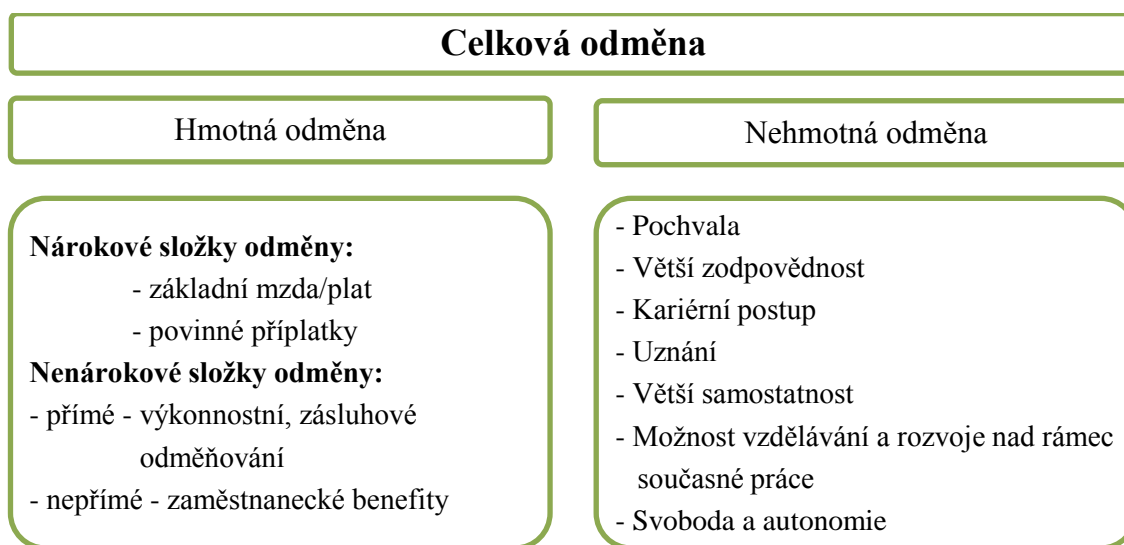 Celková odměna
Hmotná odměna
Nehmotná odměna
Nárokové složky odměny:
- základní mzda/plat
- povinné příplatky
Nenárokové složky odměny:
- přímé - výkonnostní, zásluhové
odměňování
- nepřímé - zaměstnanecké benefity
- Pochvala
- Větší zodpovědnost
- Kariérní postup
- Uznání
- Větší samostatnost
- Možnost vzdělávání a rozvoje nad rámec
současné práce
- Svoboda a autonomie